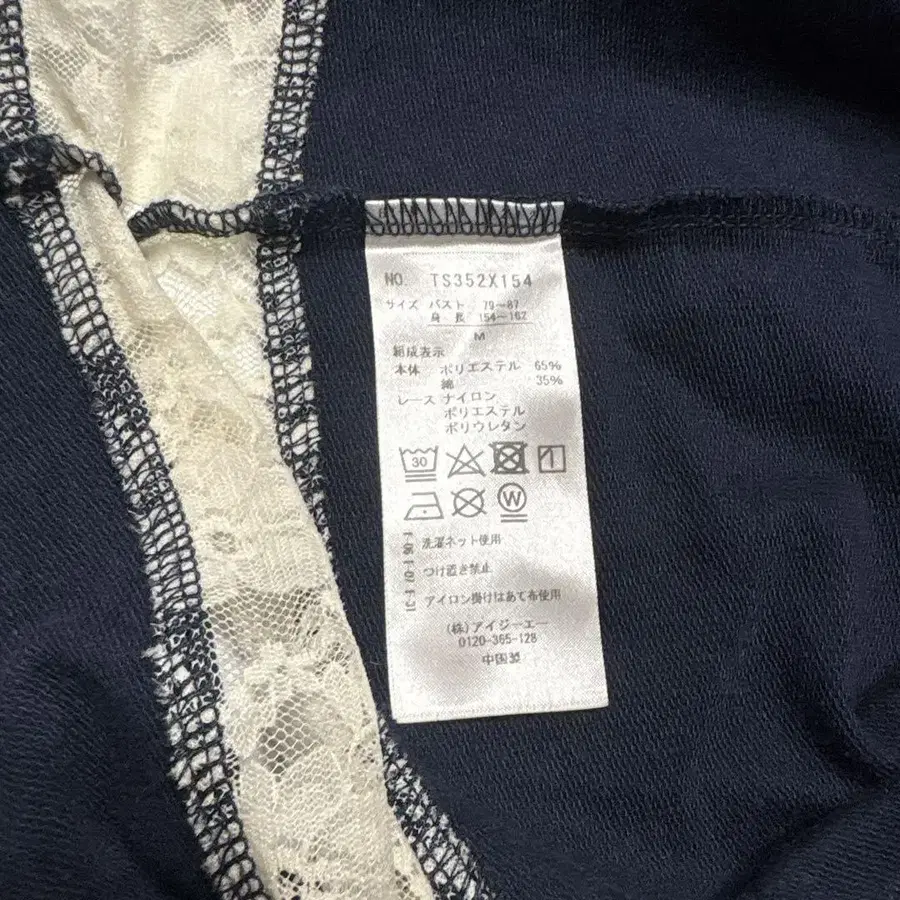 NO. TS352X154
サイズ バスト 79～87
身長 154～162
M
組成表示
本体 ポリエステル 65%
綿 35%
レース ナイロン
ポリエステル
ポリウレタン
30
W
洗濯ネット使用
つけ置き禁止
アイロン掛けはあて布使用
(株)アイジーエー
0120-365-128
中国製